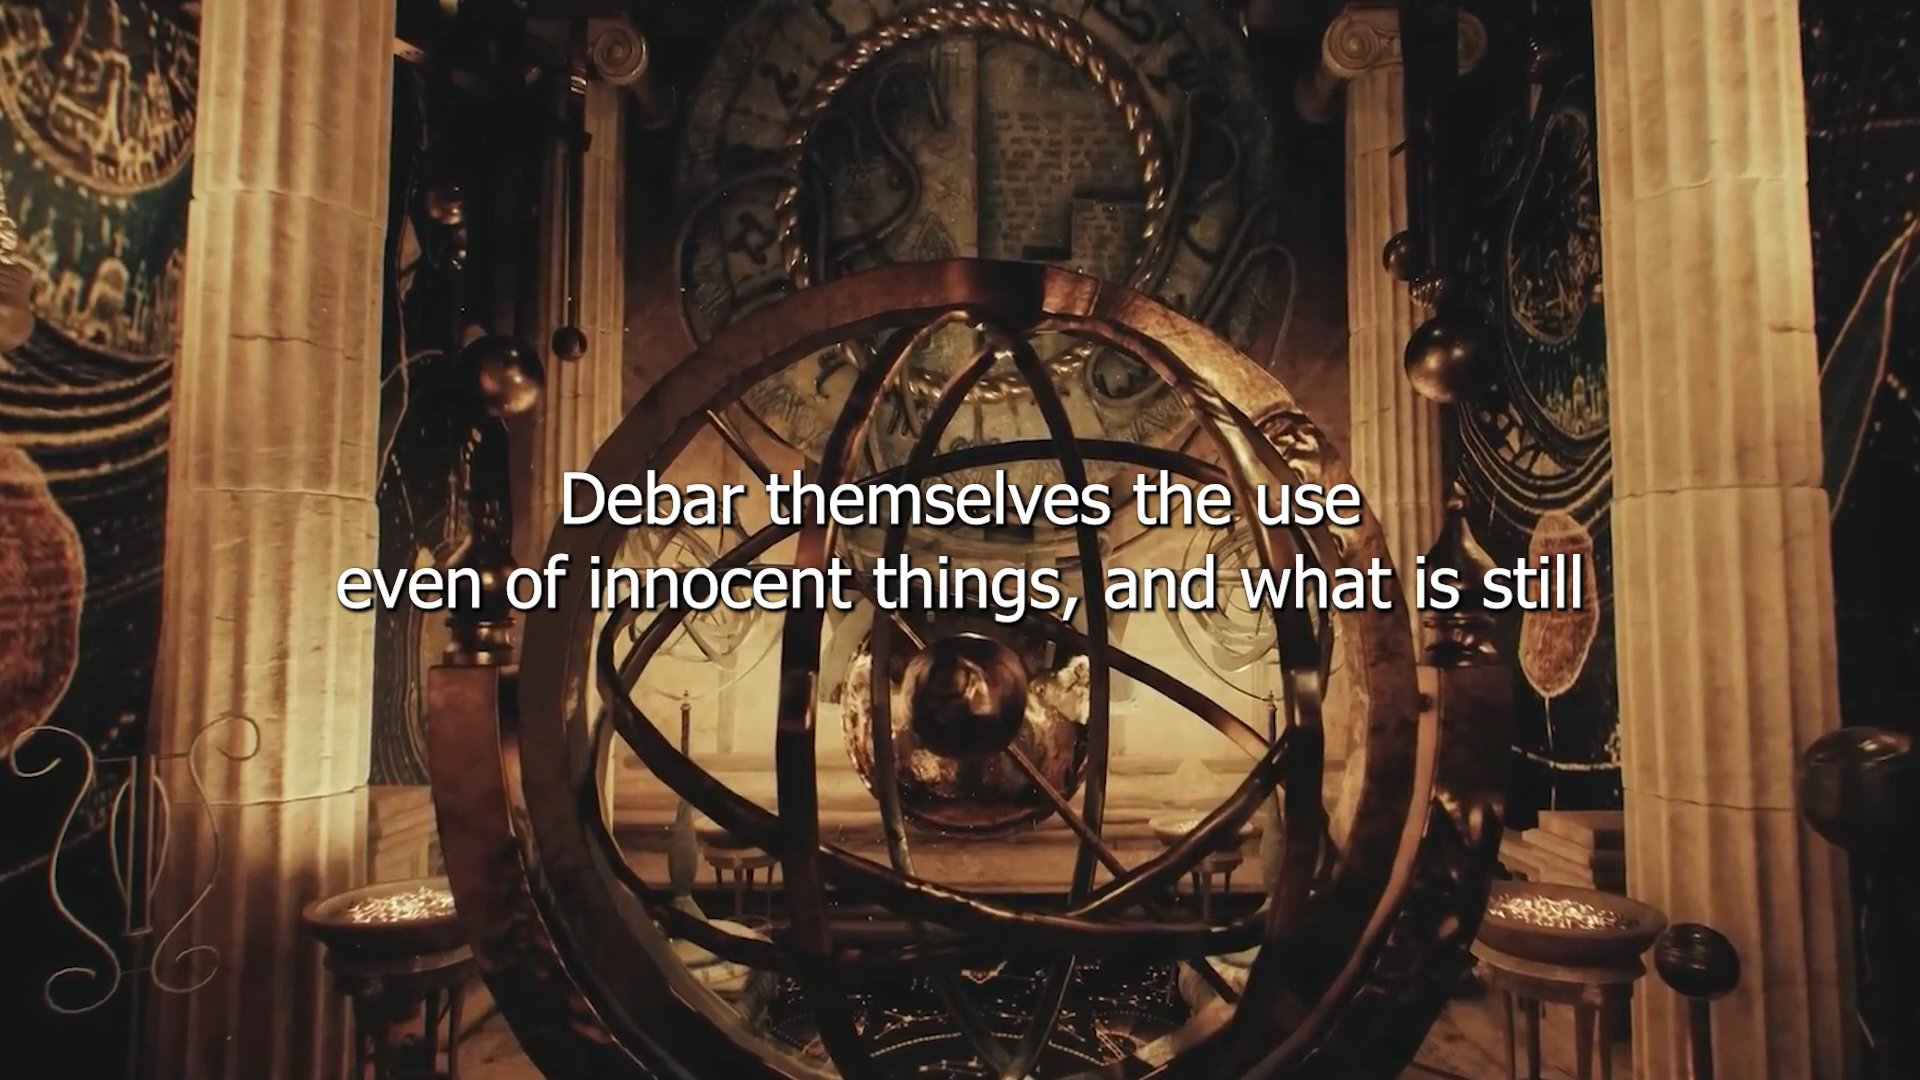 Debar themselves the use
even of innocent things, and what is still